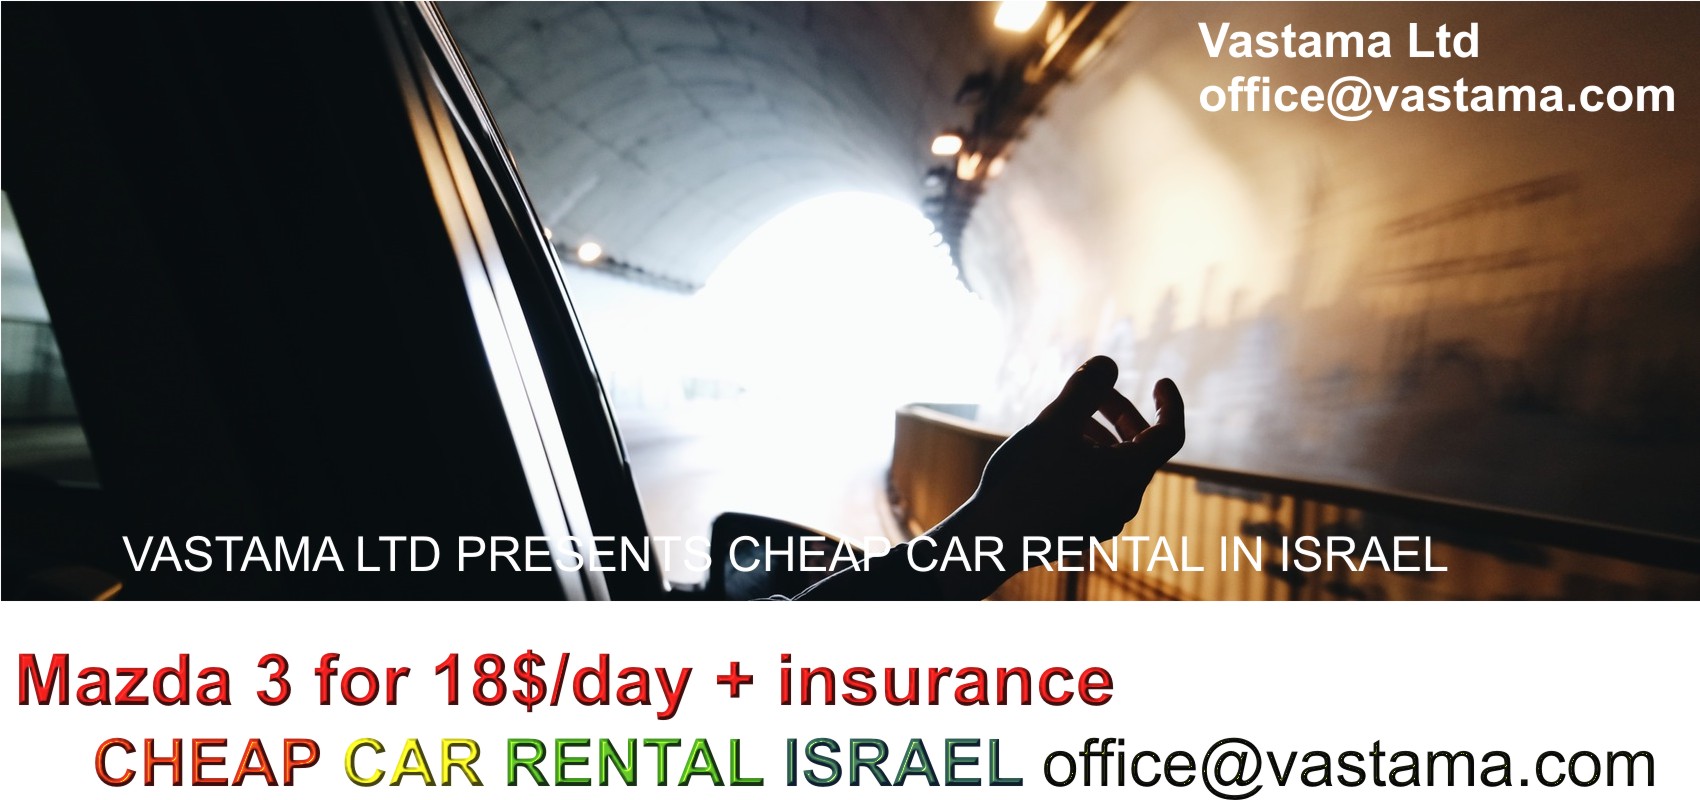 Vastama Ltd
office@vastama.com
VASTAMA LTD PRESENTS CHEAP CAR RENTAL IN ISRAEL
Mazda 3 for 18$/day + insurance
CHEAP CAR RENTAL ISRAEL office@vastama.com